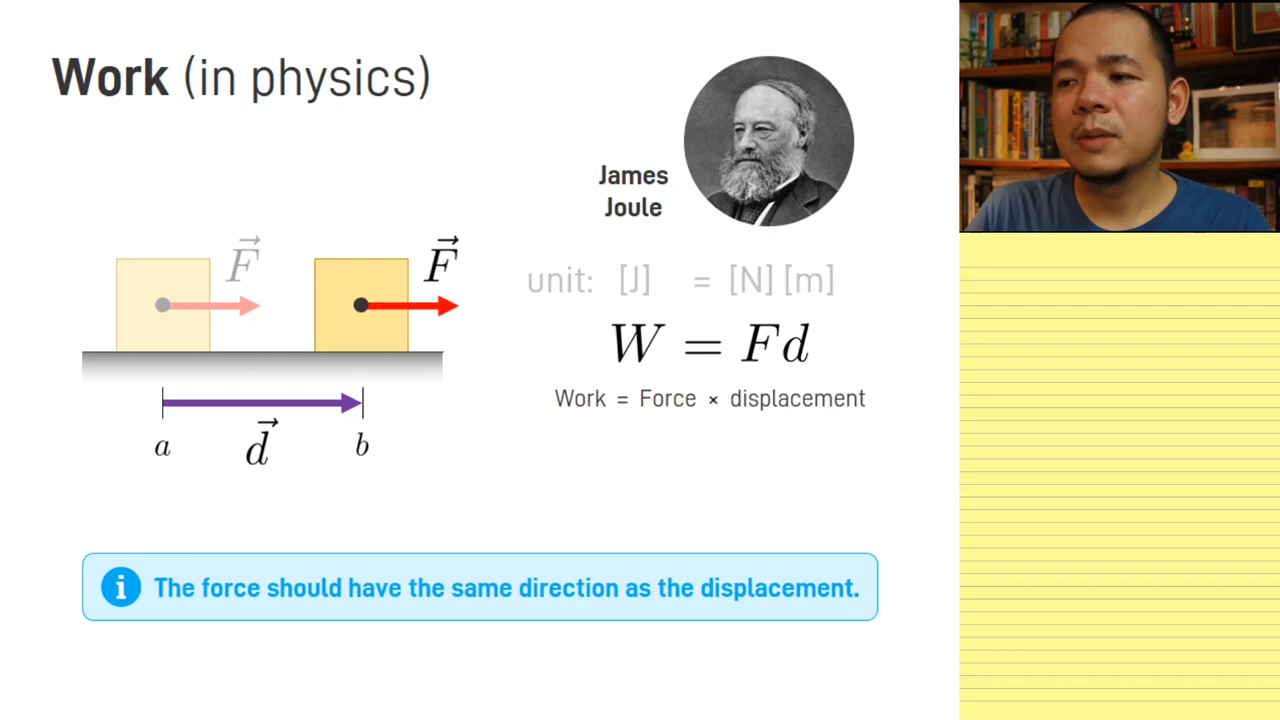 Work (in physics)
James
Joule
F⃗ F⃗
d⃗
a b
unit: [J] = [N] [m]
W = Fd
Work = Force × displacement
i The force should have the same direction as the displacement.